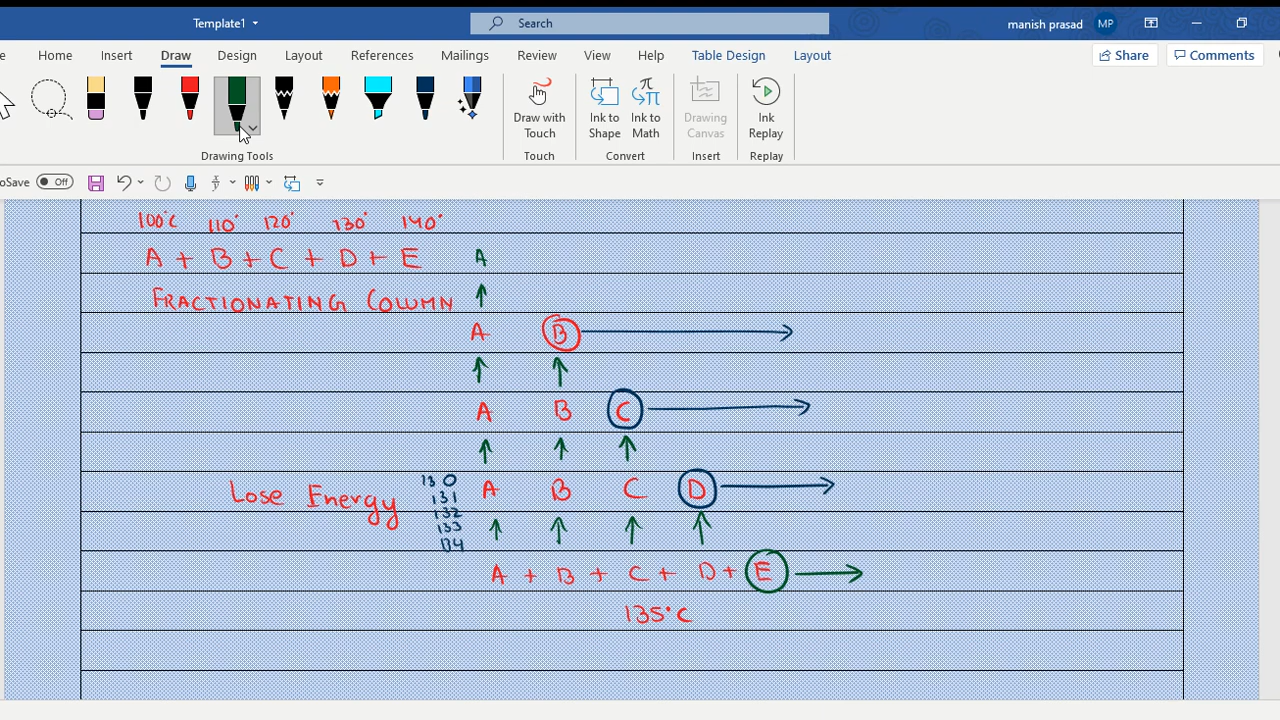 Template1
Search
manish prasad
MP
Home Insert Draw Design Layout References Mailings Review View Help Table Design Layout
Share
Comments
Draw with Touch
Ink to Shape
Ink to Math
Drawing Canvas
Ink Replay
Drawing Tools
Touch
Convert
Insert
Replay
oSave
Off
100°C 110° 120° 130° 140°
A + B + C + D + E A
FRACTIONATING COLUMN
A B
A B C
Lose Energy
130
131
132
133
134
A B C D
A + B + C + D + E
135°C